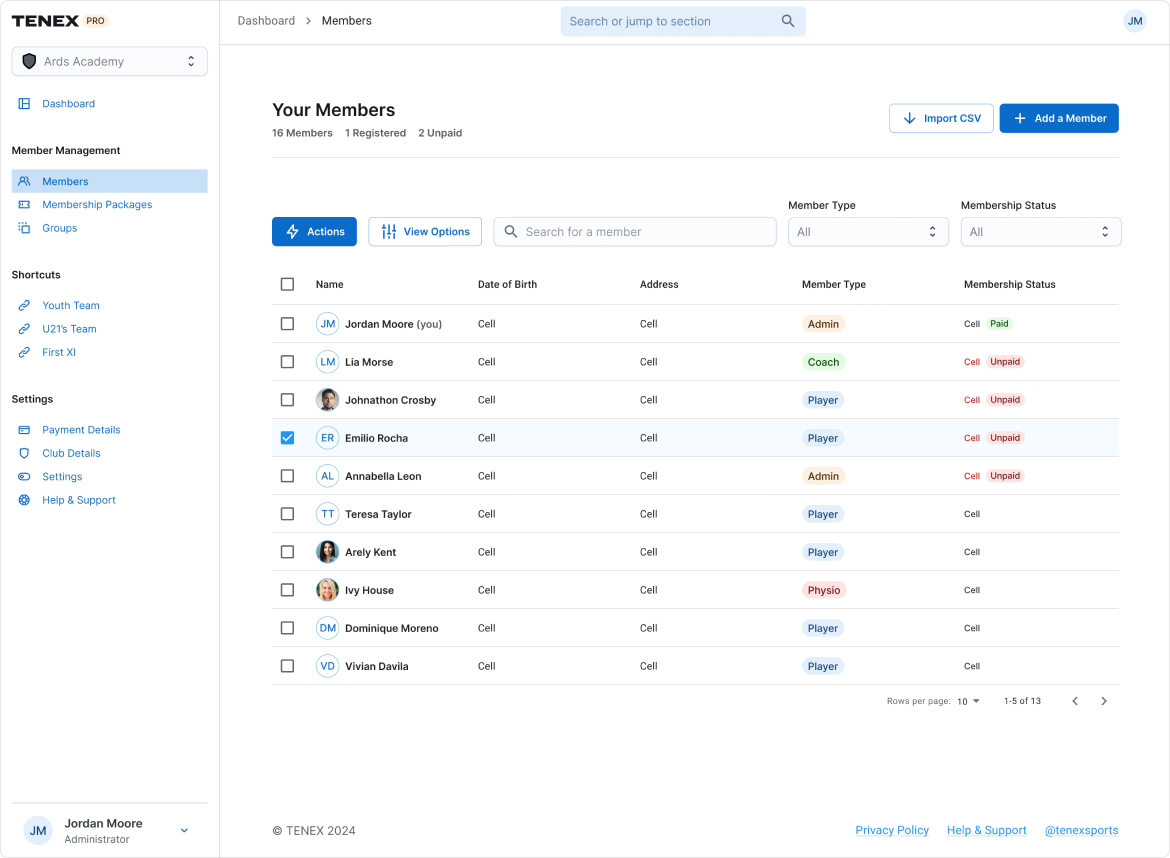 TENEX PRO
Dashboard > Members
Search or jump to section
JM
Ards Academy
Dashboard
Member Management
Members
Membership Packages
Groups
Shortcuts
Youth Team
U21's Team
First XI
Settings
Payment Details
Club Details
Settings
Help & Support
JM
Jordan Moore
Administrator
Your Members
16 Members 1 Registered 2 Unpaid
Import CSV
Add a Member
Actions
View Options
Search for a member
Member Type
All
Membership Status
All
Name Date of Birth Address Member Type Membership Status
JM Jordan Moore (you) Cell Cell Admin Cell Paid
LM Lia Morse Cell Cell Coach Cell Unpaid
Johnathon Crosby Cell Cell Player Cell Unpaid
ER Emilio Rocha Cell Cell Player Cell Unpaid
AL Annabella Leon Cell Cell Admin Cell Unpaid
TT Teresa Taylor Cell Cell Player Cell
Arely Kent Cell Cell Player Cell
Ivy House Cell Cell Physio Cell
DM Dominique Moreno Cell Cell Player Cell
VD Vivian Davila Cell Cell Player Cell
Rows per page: 10 1-5 of 13
© TENEX 2024
Privacy Policy Help & Support @tenexsports